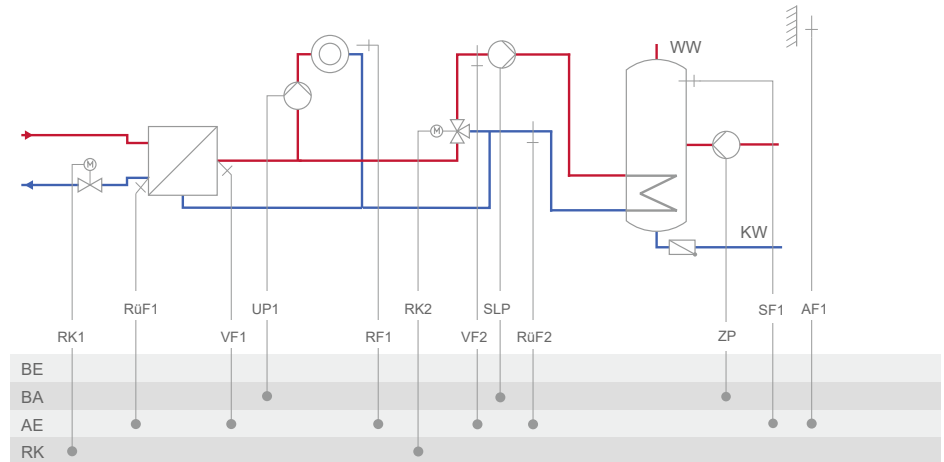 WW
M
M
KW
RüF1
UP1
SLP
SF1
AF1
RK1
VF1
RF1
RK2
VF2
RüF2
ZP
BE
BA
AE
RK